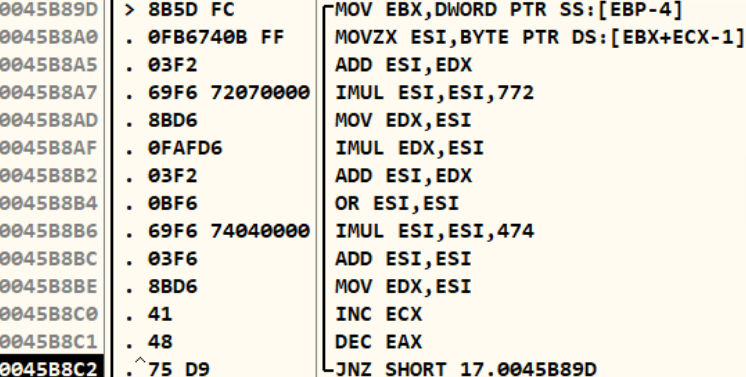 0045B89D > 8B5D FC MOV EBX,DWORD PTR SS:[EBP-4]
0045B8A0 . 0FB6740B FF MOVZX ESI,BYTE PTR DS:[EBX+ECX-1]
0045B8A5 . 03F2 ADD ESI,EDX
0045B8A7 . 69F6 72070000 IMUL ESI,ESI,772
0045B8AD . 8BD6 MOV EDX,ESI
0045B8AF . 0FAFD6 IMUL EDX,ESI
0045B8B2 . 03F2 ADD ESI,EDX
0045B8B4 . 0BF6 OR ESI,ESI
0045B8B6 . 69F6 74040000 IMUL ESI,ESI,474
0045B8BC . 03F6 ADD ESI,ESI
0045B8BE . 8BD6 MOV EDX,ESI
0045B8C0 . 41 INC ECX
0045B8C1 . 48 DEC EAX
0045B8C2 .^ 75 D9 JNZ SHORT 17.0045B89D